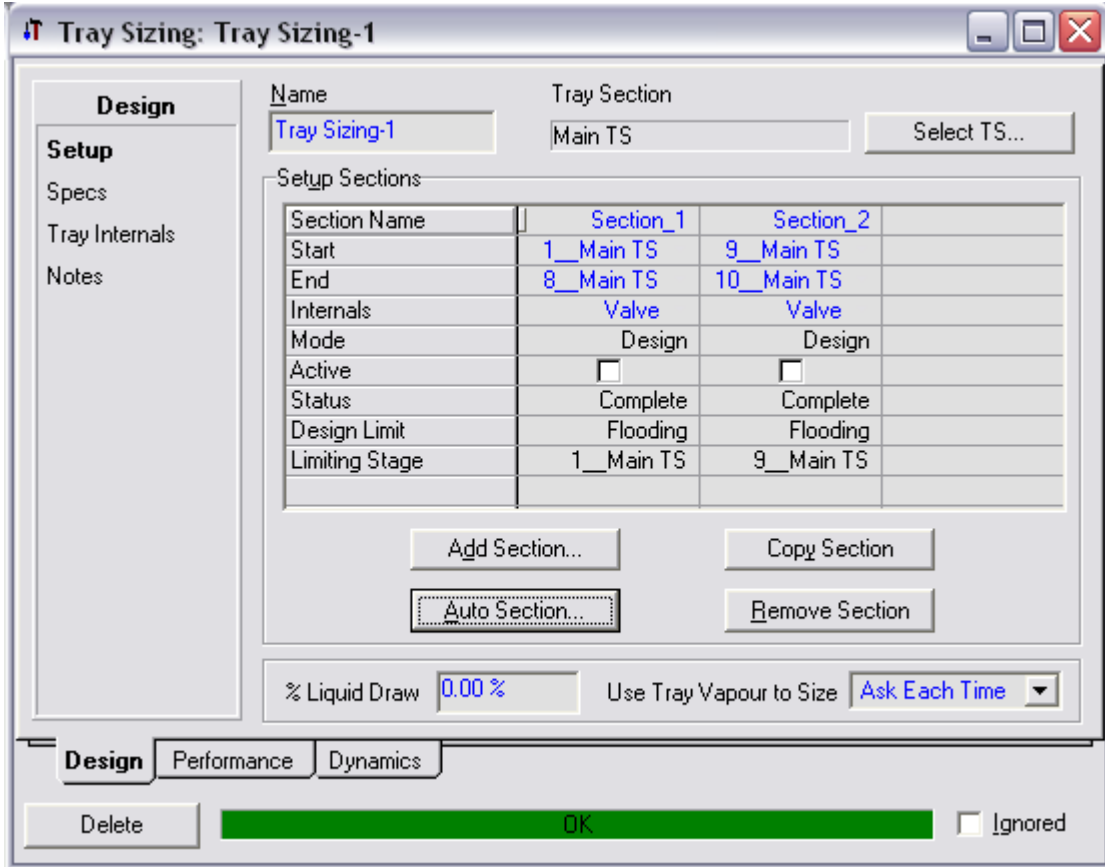 Tray Sizing: Tray Sizing-1
Design
Setup
Specs
Tray Internals
Notes
Name
Tray Sizing-1
Tray Section
Main TS
Select TS...
Setup Sections
Section Name Section_1 Section_2
Start 1__Main TS 9__Main TS
End 8__Main TS 10__Main TS
Internals Valve Valve
Mode Design Design
Active
Status Complete Complete
Design Limit Flooding Flooding
Limiting Stage 1__Main TS 9__Main TS
Add Section... Copy Section
Auto Section... Remove Section
% Liquid Draw 0.00 % Use Tray Vapour to Size Ask Each Time
Design Performance Dynamics
Delete OK Ignored